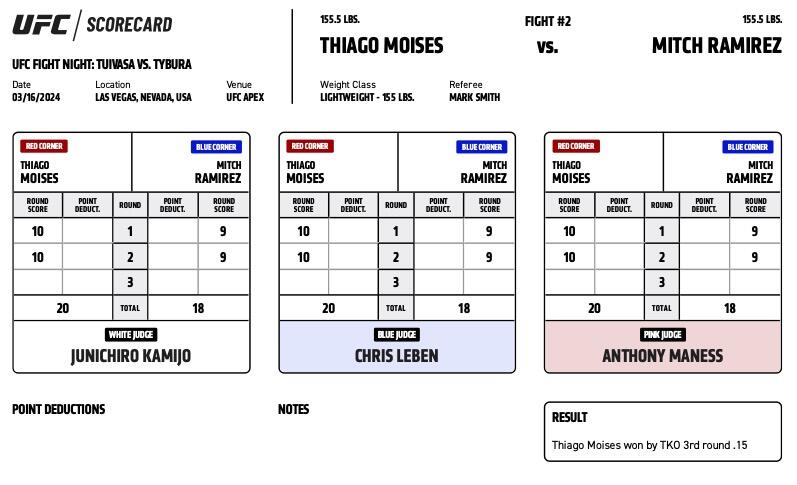 UFC SCORECARD
UFC FIGHT NIGHT: TUIVASA VS. TYBURA
Date Location Venue
03/16/2024 LAS VEGAS, NEVADA, USA UFC APEX
155.5 LBS. FIGHT #2 155.5 LBS.
THIAGO MOISES VS. MITCH RAMIREZ
Weight Class Referee
LIGHTWEIGHT - 155 LBS. MARK SMITH
RED CORNER BLUE CORNER
THIAGO MITCH
MOISES RAMIREZ
ROUND SCORE POINT DEDUCT. ROUND POINT DEDUCT. ROUND SCORE
10 1 9
10 2 9
3
20 TOTAL 18
WHITE JUDGE
JUNICHIRO KAMIJO
RED CORNER BLUE CORNER
THIAGO MITCH
MOISES RAMIREZ
ROUND SCORE POINT DEDUCT. ROUND POINT DEDUCT. ROUND SCORE
10 1 9
10 2 9
3
20 TOTAL 18
BLUE JUDGE
CHRIS LEBEN
RED CORNER BLUE CORNER
THIAGO MITCH
MOISES RAMIREZ
ROUND SCORE POINT DEDUCT. ROUND POINT DEDUCT. ROUND SCORE
10 1 9
10 2 9
3
20 TOTAL 18
PINK JUDGE
ANTHONY MANESS
POINT DEDUCTIONS
NOTES
RESULT
Thiago Moises won by TKO 3rd round .15